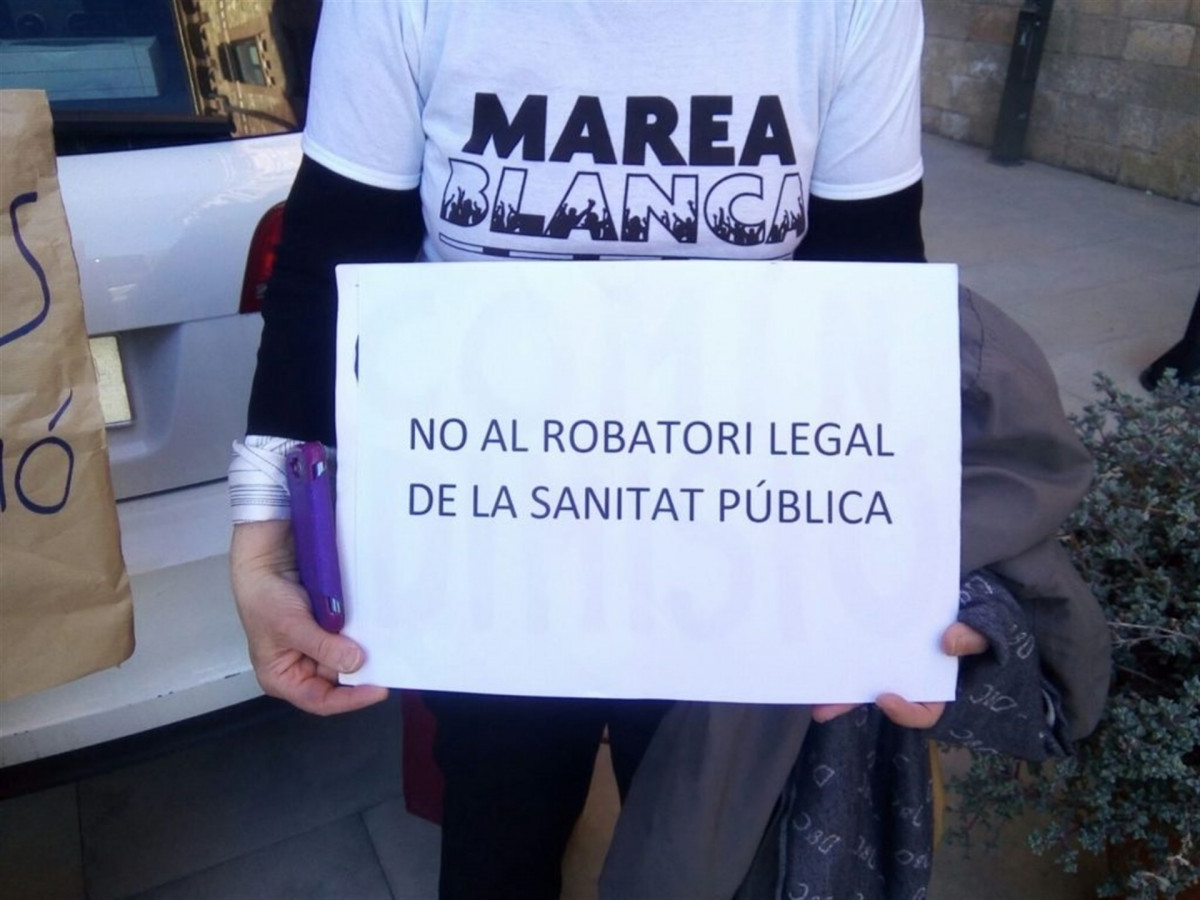 MAREA
BLANCA
NO AL ROBATORI LEGAL
DE LA SANITAT PÚBLICA